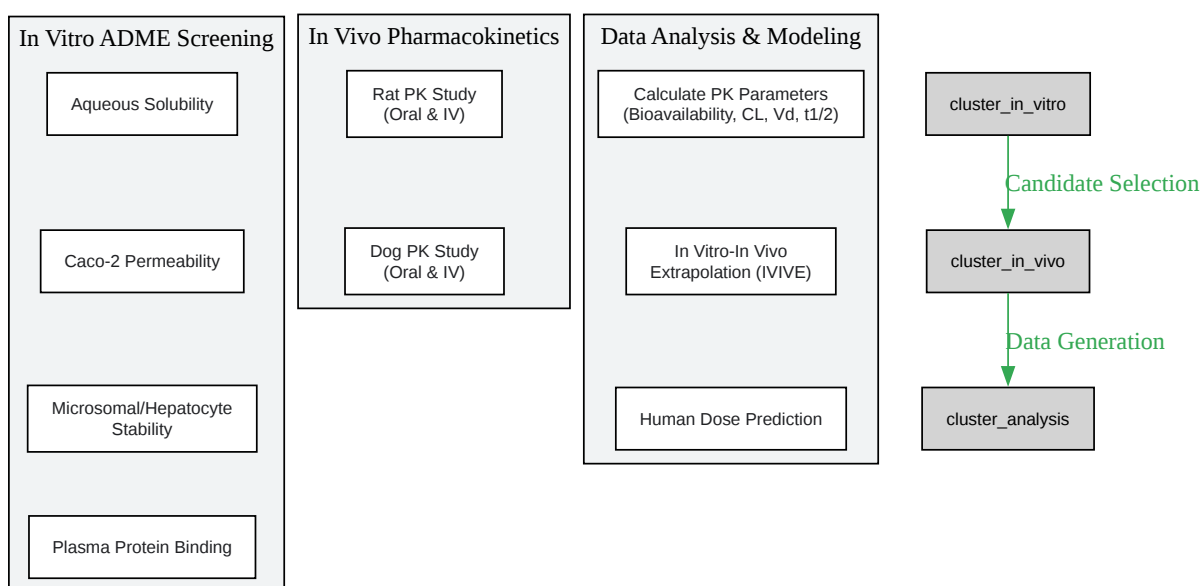 In Vitro ADME Screening
Aqueous Solubility
Caco-2 Permeability
Microsomal/Hepatocyte
Stability
Plasma Protein Binding
In Vivo Pharmacokinetics
Rat PK Study
(Oral & IV)
Dog PK Study
(Oral & IV)
Data Analysis & Modeling
Calculate PK Parameters
(Bioavailability, CL, Vd, t1/2)
In Vitro-In Vivo
Extrapolation (IVIVE)
Human Dose Prediction
cluster_in_vitro
Candidate Selection
cluster_in_vivo
Data Generation
cluster_analysis